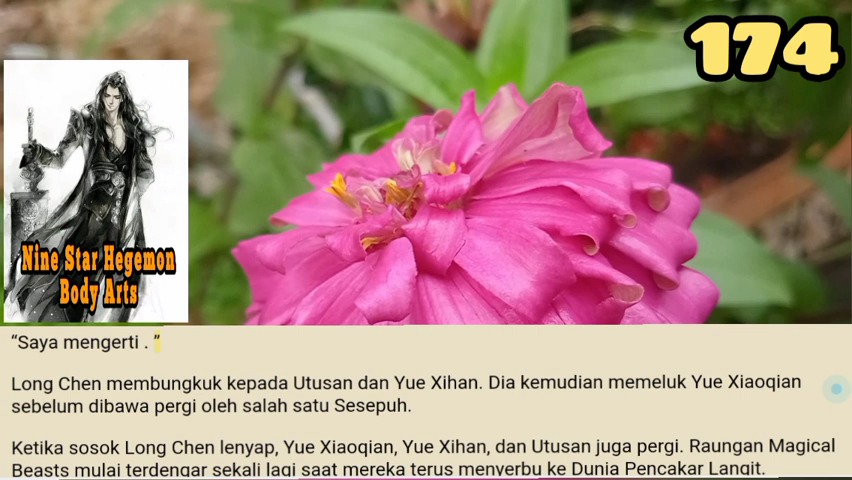 174
Nine Star Hegemon
Body Arts
“Saya mengerti . ”
Long Chen membungkuk kepada Utusan dan Yue Xihan. Dia kemudian memeluk Yue Xiaoqian
sebelum dibawa pergi oleh salah satu Sesepuh.
Ketika sosok Long Chen lenyap, Yue Xiaoqian, Yue Xihan, dan Utusan juga pergi. Raungan Magical
Beasts mulai terdengar sekali lagi saat mereka terus menyerbu ke Dunia Pencakar Langit.